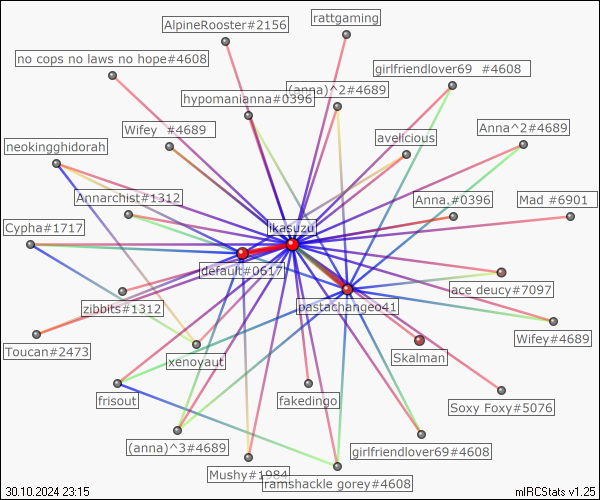 rattgaming
AlpineRooster#2156
no cops no laws no hope#4608
girlfriendlover69 #4608
(anna)^2#4689
hypomanianna#0396
Wifey #4689
Anna^2#4689
avelicious
neokingghidorah
Annarchist#1312
Anna.#0396
Mad #6901
Cypha#1717
ikasuzu
default#0617
ace deucy#7097
zibbits#1312
pastachangeo41
Wifey#4689
Toucan#2473
xenovaut
Skalman
frisout
fakedingo
Soxy Foxy#5076
(anna)^3#4689
girlfriendlover69#4608
Mushy#1984
ramshackle gorey#4608
30.10.2024 23:15
mIRCStats v1.25